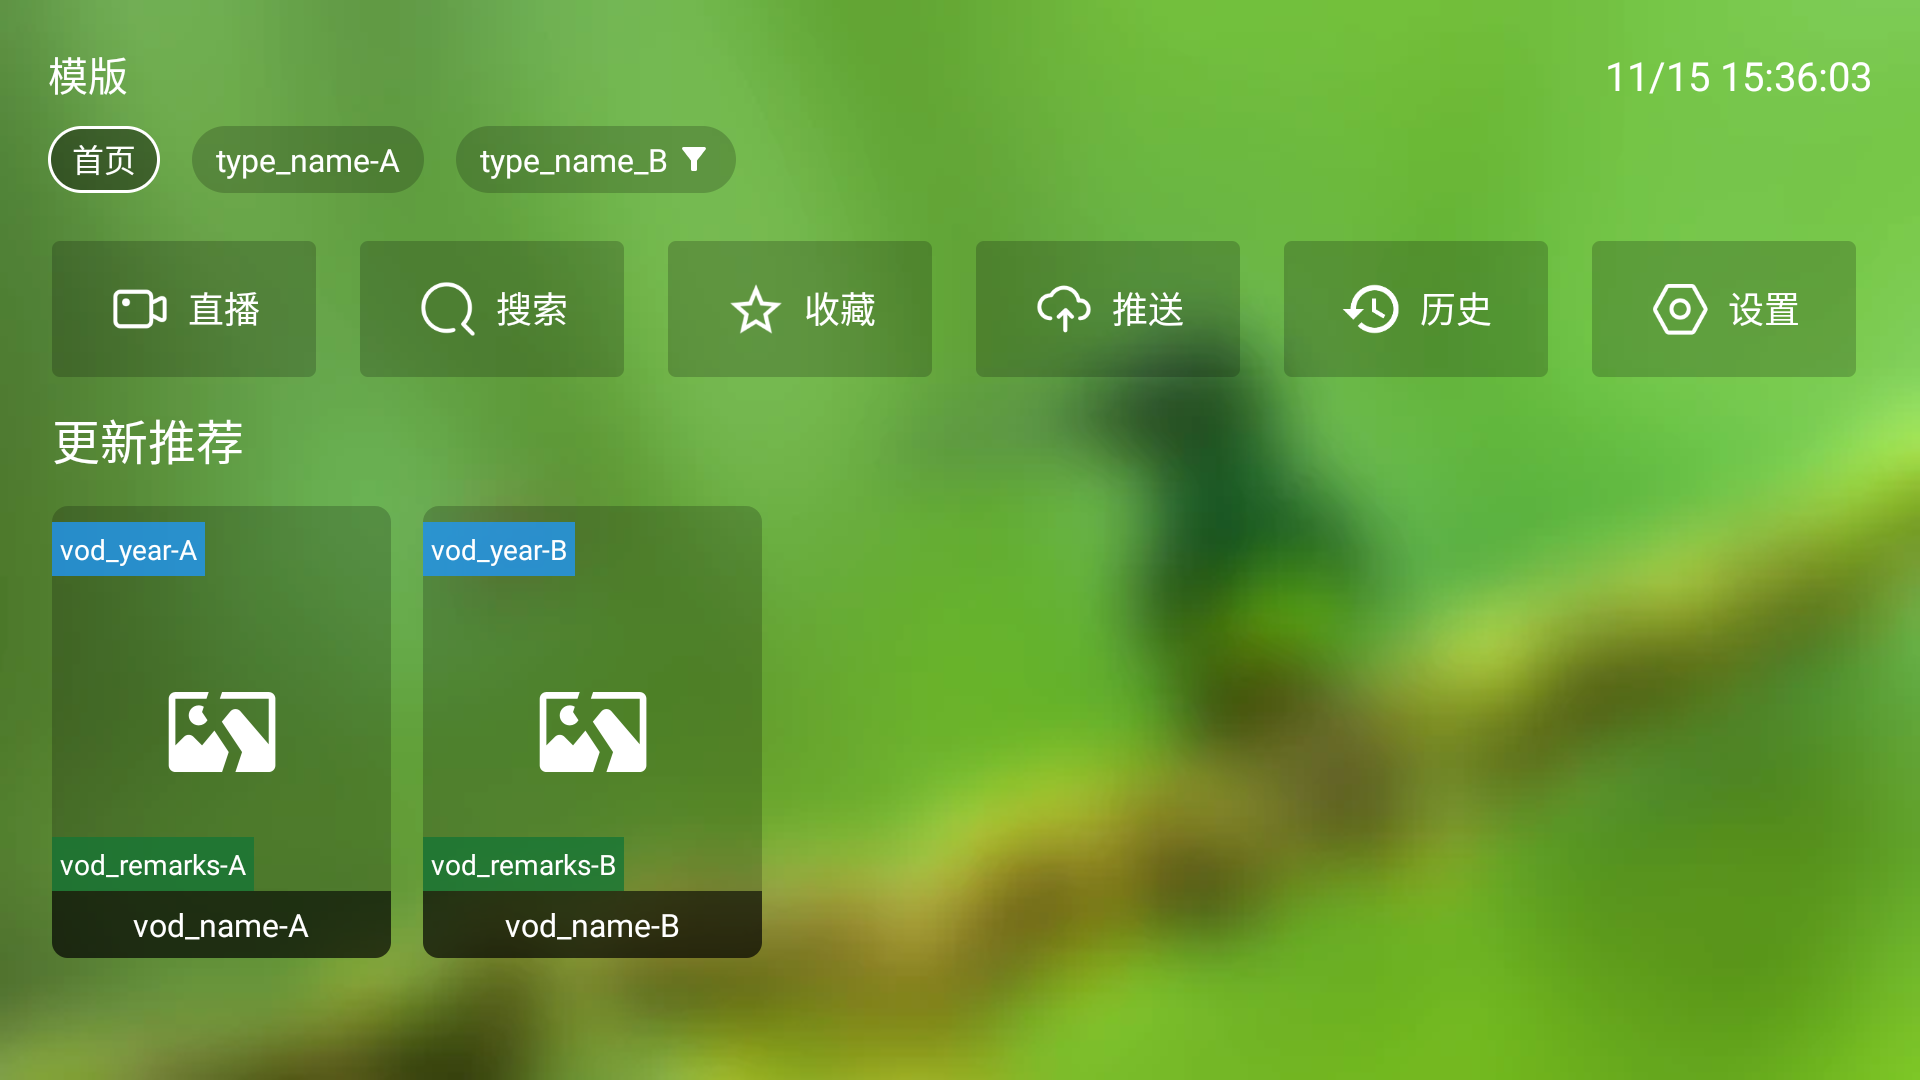 模版
11/15 15:36:03
首页
type_name-A
type_name_B
直播
搜索
收藏
推送
历史
设置
更新推荐
vod_year-A
vod_year-B
vod_remarks-A
vod_remarks-B
vod_name-A
vod_name-B